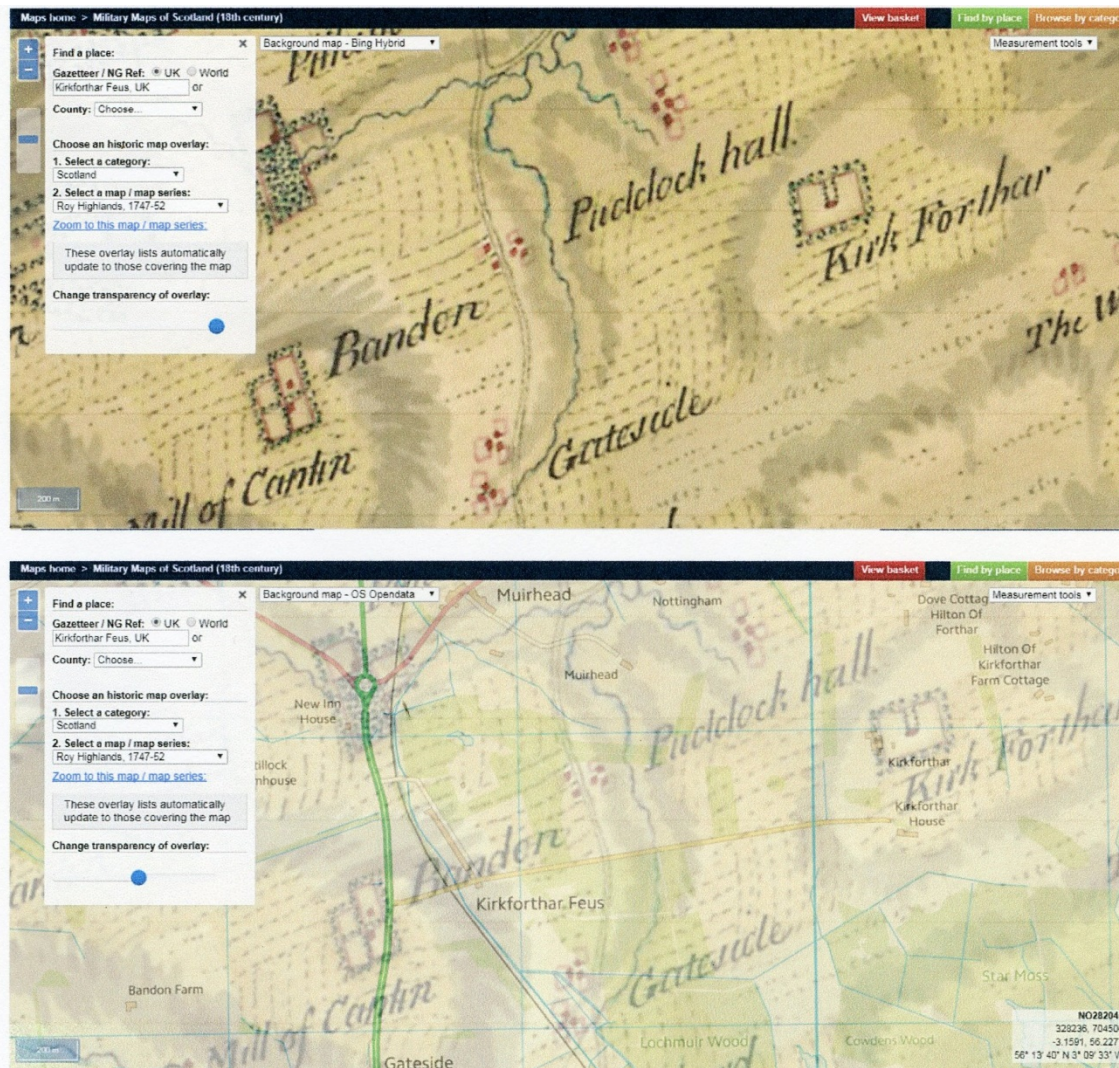 Maps home > Military Maps of Scotland (18th century)
View basket
Find by place
Browse by catego
Find a place:
Background map - Bing Hybrid
Measurement tools
Gazetteer / NG Ref: UK World
Kirkforthar Feus, UK or
County: Choose...
Choose an historic map overlay:
1. Select a category:
Scotland
2. Select a map / map series:
Roy Highlands, 1747-52
Zoom to this map / map series:
These overlay lists automatically
update to those covering the map
Change transparency of overlay:
200 m
Puddock hall.
Kirk Forthar
Bandon
The
Gateside
Mill of Cantin
Maps home > Military Maps of Scotland (18th century)
View basket
Find by place
Browse by catego
Find a place:
Background map - OS Opendata
Measurement tools
Gazetteer / NG Ref: UK World
Kirkforthar Feus, UK or
County: Choose...
Choose an historic map overlay:
1. Select a category:
Scotland
2. Select a map / map series:
Roy Highlands, 1747-52
Zoom to this map / map series:
These overlay lists automatically
update to those covering the map
Change transparency of overlay:
200 m
Muirhead
Nottingham
Dove Cottag
Hilton Of
Forthar
Hilton Of
Kirkforthar
Farm Cottage
Muirhead
New Inn
House
Puddock hall.
Kirkforthar
Kirk Forthar
Kirkforthar
House
Bandon
Kirkforthar Feus
Gateside
Star Moss
Bandon Farm
Mill of Cantin
Lochmuir Wood
Cowdens Wood
Gateside
NO28204
328236, 70450
-3.1591, 56.227
56° 13' 40" N 3° 09' 33" W